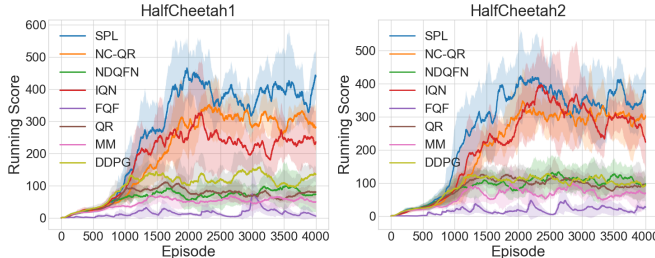 HalfCheetah1
600
500
400
300
200
100
0
Running Score
SPL
NC-QR
NDQFN
IQN
FQF
QR
MM
DDPG
0 500 1000 1500 2000 2500 3000 3500 4000
Episode
HalfCheetah2
500
400
300
200
100
0
Running Score
SPL
NC-QR
NDQFN
IQN
FQF
QR
MM
DDPG
0 500 1000 1500 2000 2500 3000 3500 4000
Episode